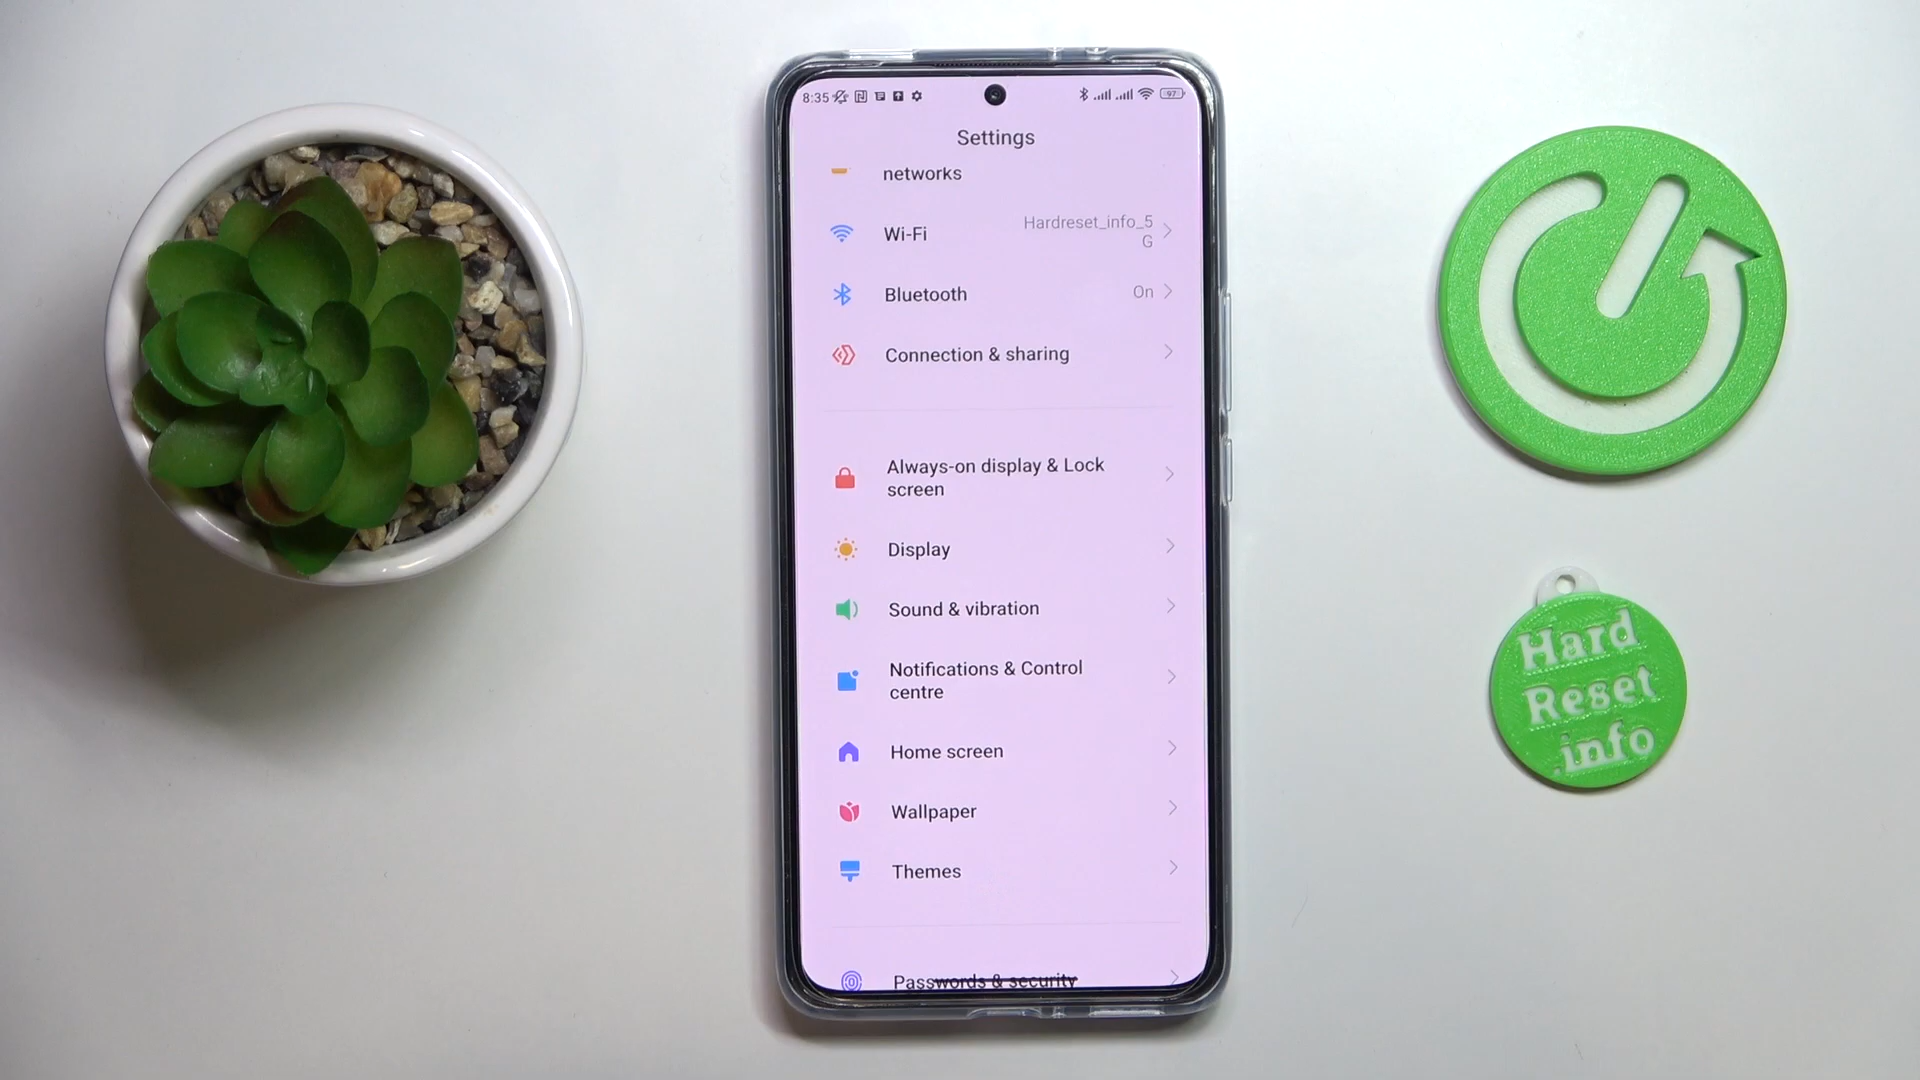 8:35
97
Settings
networks
Wi-Fi
Hardreset_info_5
G
Bluetooth
On
Connection & sharing
Always-on display & Lock
screen
Display
Sound & vibration
Notifications & Control
centre
Home screen
Wallpaper
Themes
Passwords & security
Hard
Reset
.info